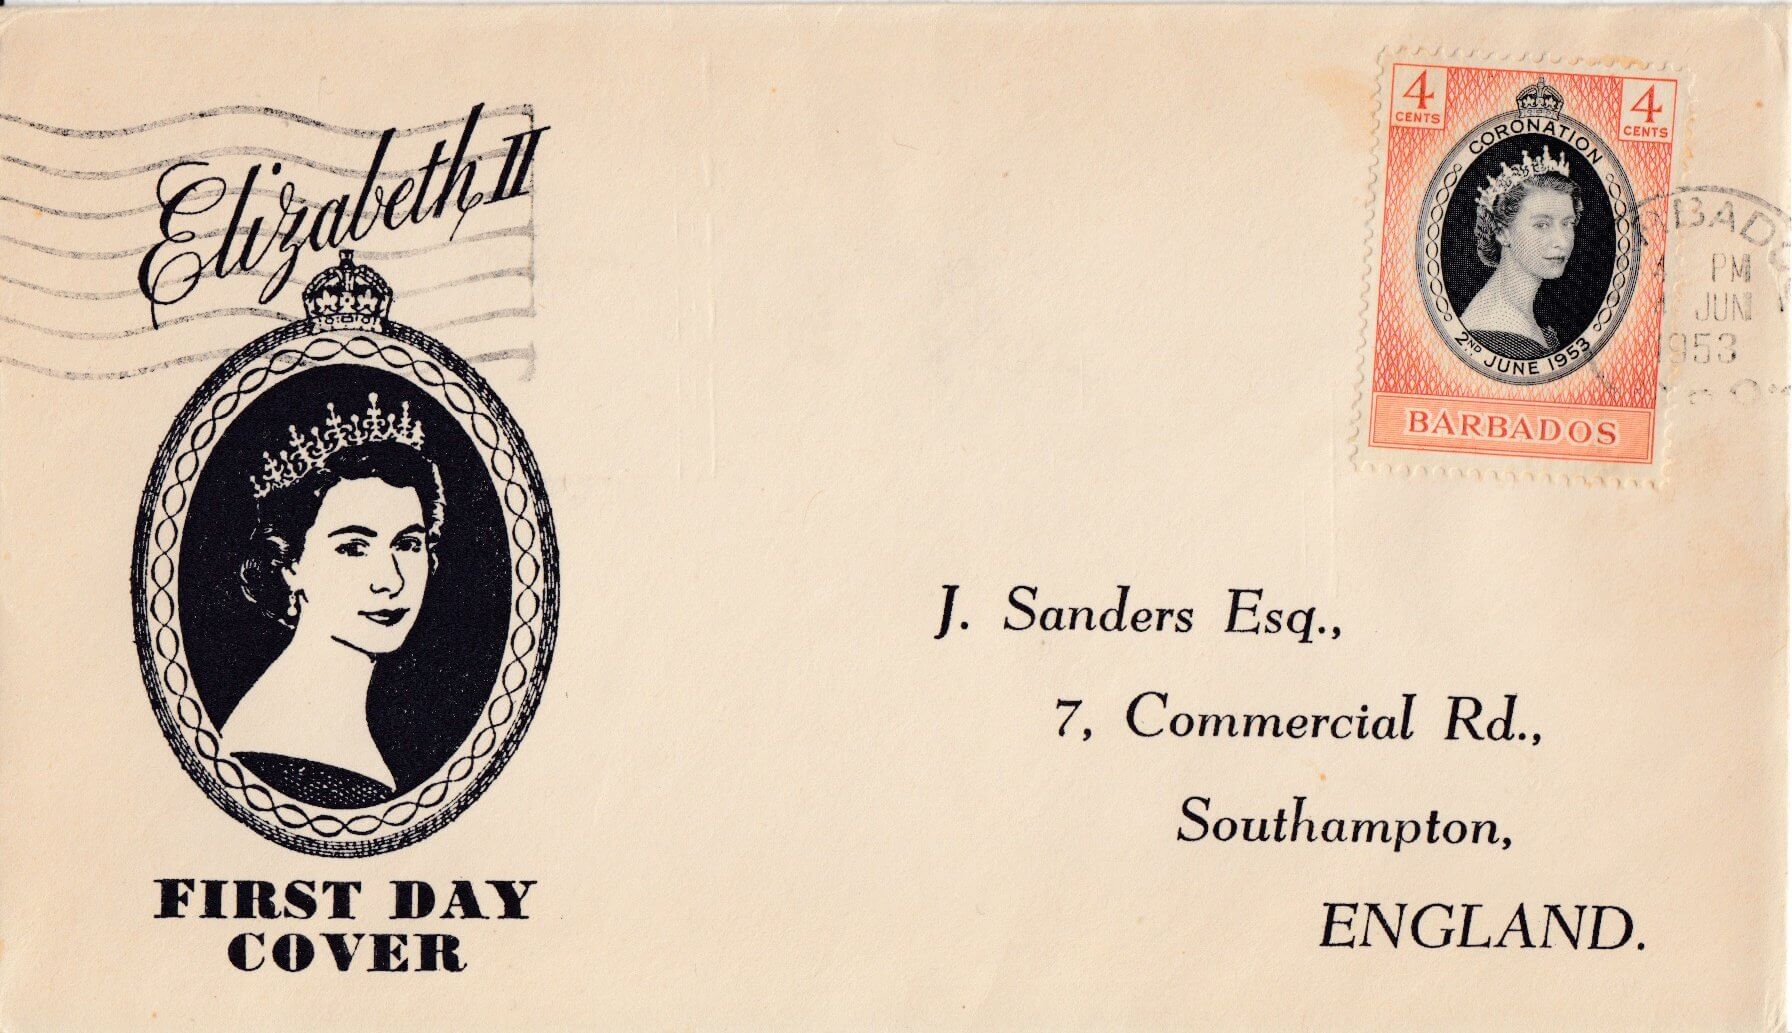 Elizabeth II
FIRST DAY
COVER
4
CENTS
4
CENTS
CORONATION
2ND JUNE 1953
BARBADOS
PM
JUN
1953
J. Sanders Esq.,
7, Commercial Rd.,
Southampton,
ENGLAND.